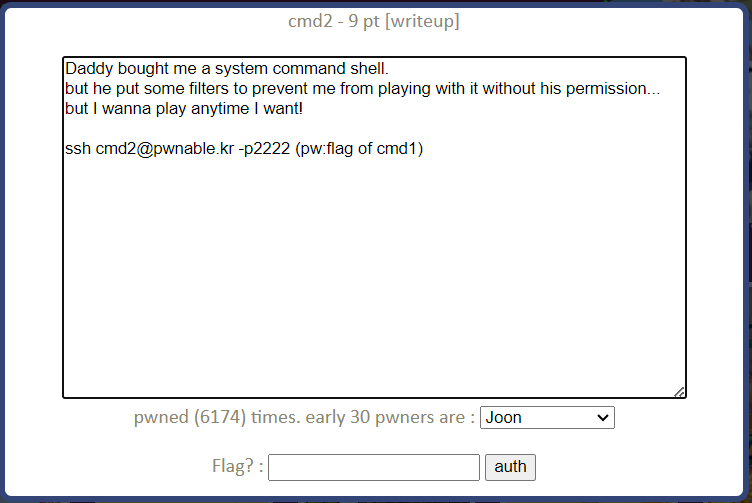 cmd2 - 9 pt [writeup]
Daddy bought me a system command shell.
but he put some filters to prevent me from playing with it without his permission...
but I wanna play anytime I want!
ssh cmd2@pwnable.kr -p2222 (pw:flag of cmd1)
pwned (6174) times. early 30 pwners are : Joon
Flag? : auth